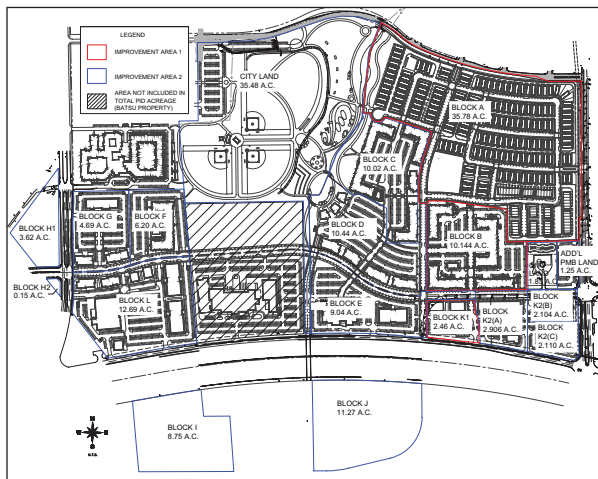 LEGEND
IMPROVEMENT AREA 1
IMPROVEMENT AREA 2
AREA NOT INCLUDED IN
TOTAL PID ACREAGE
(BATSU PROPERTY)
CITY LAND
35.48 A.C.
BLOCK A
35.78 A.C.
BLOCK C
10.02 A.C.
BLOCK H1
3.62 A.C.
BLOCK G
4.69 A.C.
BLOCK F
6.20 A.C.
BLOCK D
10.44 A.C.
BLOCK B
10.144 A.C.
ADD'L
PMB LAND
1.25 A.C.
BLOCK H2
0.15 A.C.
BLOCK L
12.69 A.C.
BLOCK E
9.04 A.C.
BLOCK K1
2.46 A.C.
BLOCK
K2(A)
2.906 A.C.
BLOCK
K2(B)
2.104 A.C.
BLOCK
K2(C)
2.110 A.C.
BLOCK I
8.75 A.C.
BLOCK J
11.27 A.C.
N
W E
S
N.T.S.